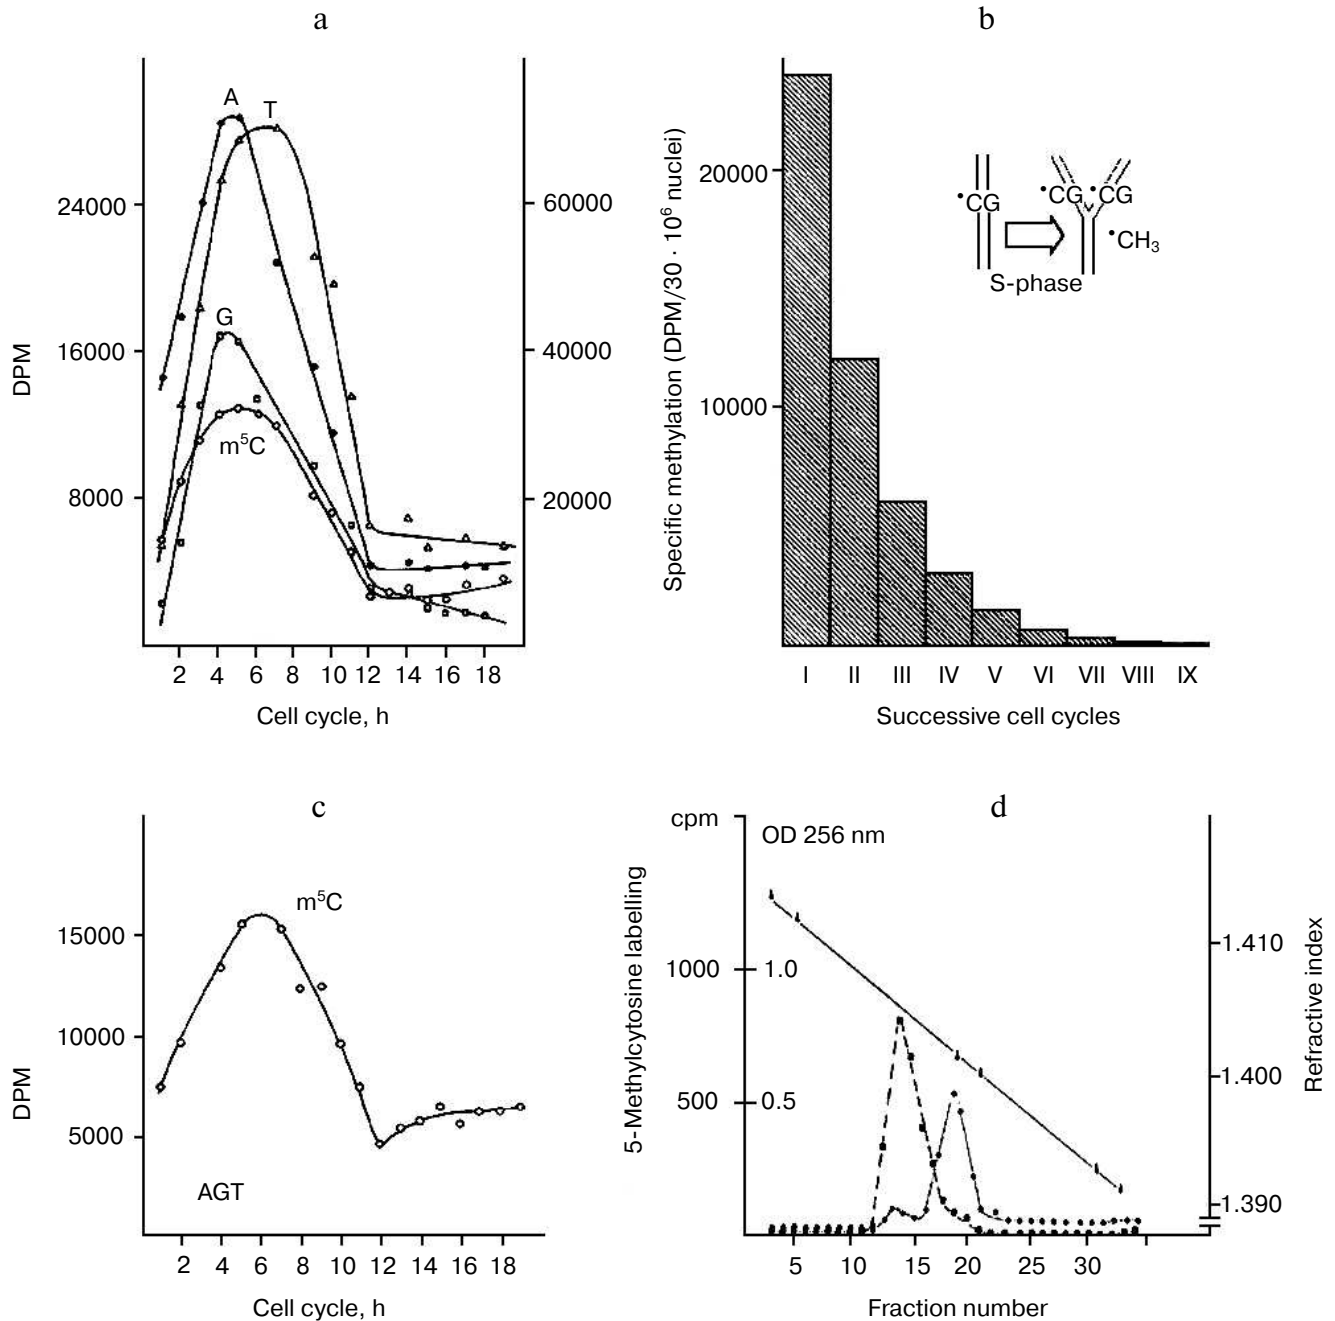 a
A
T
G
m⁵C
24000
16000
8000
60000
40000
20000
DPM
2 4 6 8 10 12 14 16 18
Cell cycle, h
b
Specific methylation (DPM/30 · 10⁶ nuclei)
20000
10000
•CG
•CG •CG
•CH₃
S-phase
I II III IV V VI VII VIII IX
Successive cell cycles
c
m⁵C
15000
10000
5000
DPM
AGT
2 4 6 8 10 12 14 16 18
Cell cycle, h
d
cpm
OD 256 nm
5-Methylcytosine labelling
1000
1.0
500
0.5
1.410
1.400
1.390
Refractive index
5 10 15 20 25 30
Fraction number